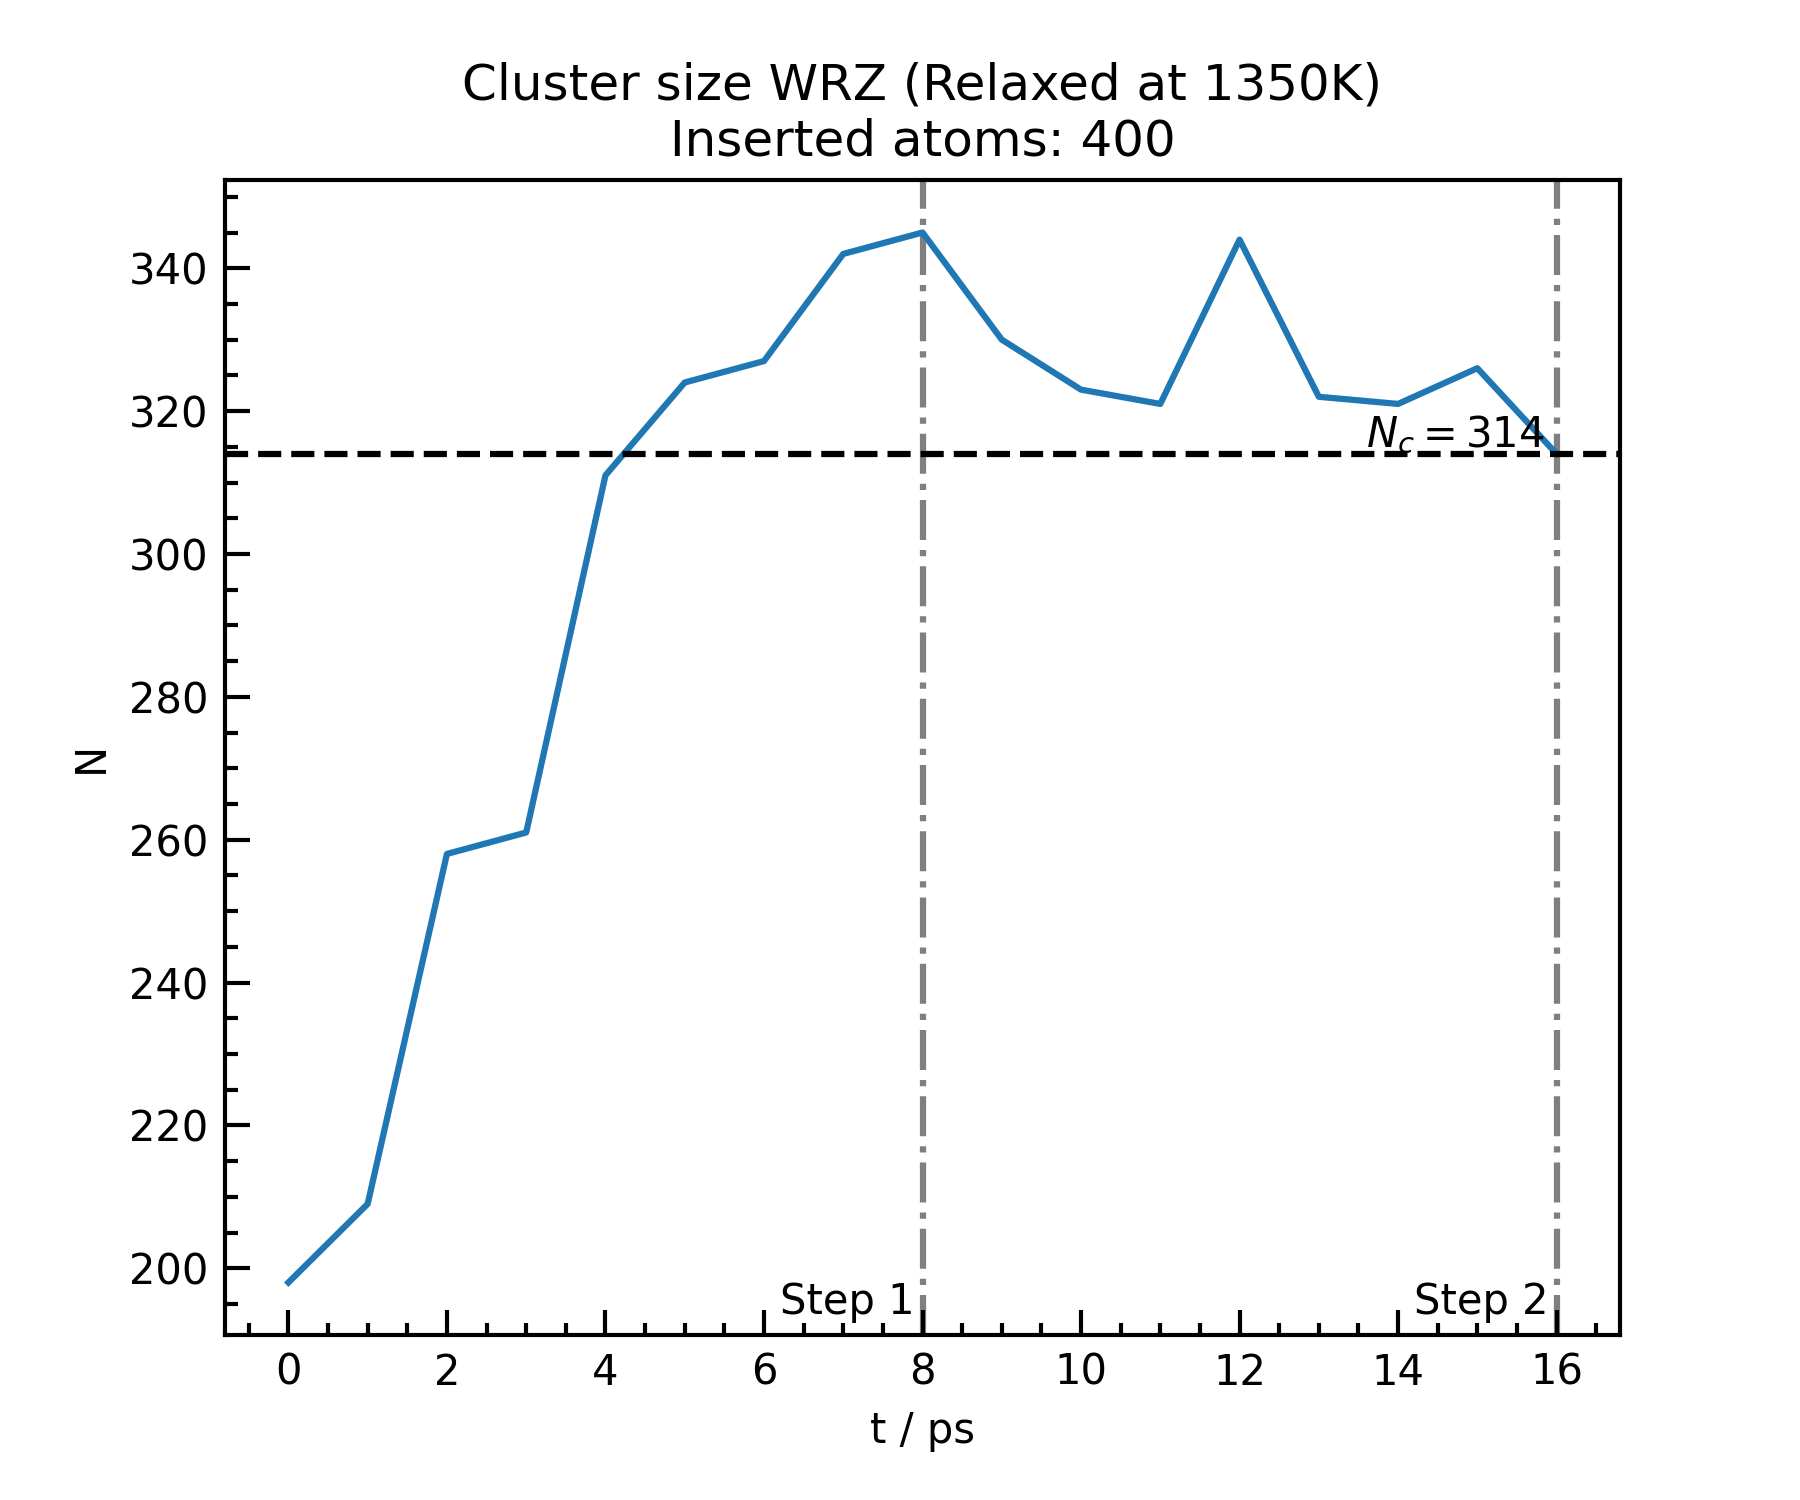 Cluster size WRZ (Relaxed at 1350K)
Inserted atoms: 400
340
320
300
280
260
240
220
200
N
N_c = 314
Step 1
Step 2
0 2 4 6 8 10 12 14 16
t / ps